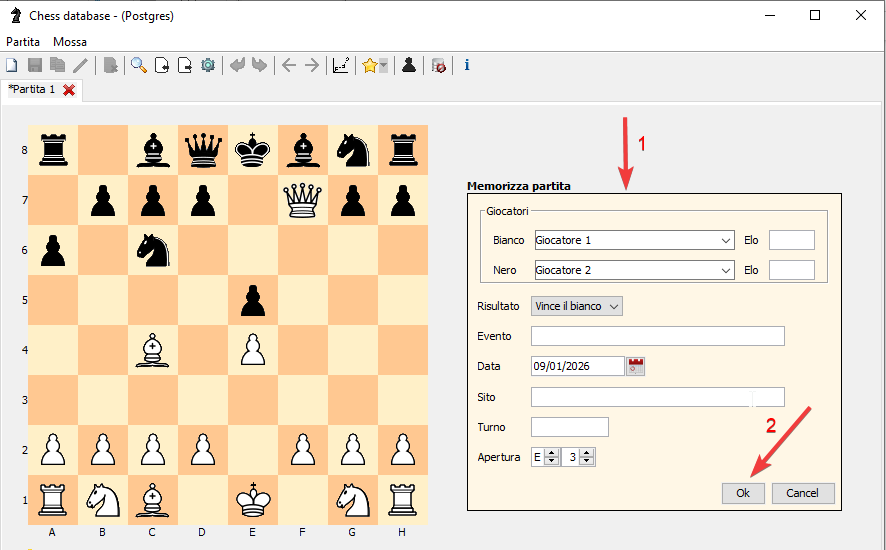 Chess database - (Postgres)
Partita Mossa
*Partita 1
1
Memorizza partita
Giocatori
Bianco Giocatore 1 Elo
Nero Giocatore 2 Elo
Risultato Vince il bianco
Evento
Data 09/01/2026
Sito
Turno
2
Apertura E 3
Ok Cancel
8
7
6
5
4
3
2
1
A B C D E F G H